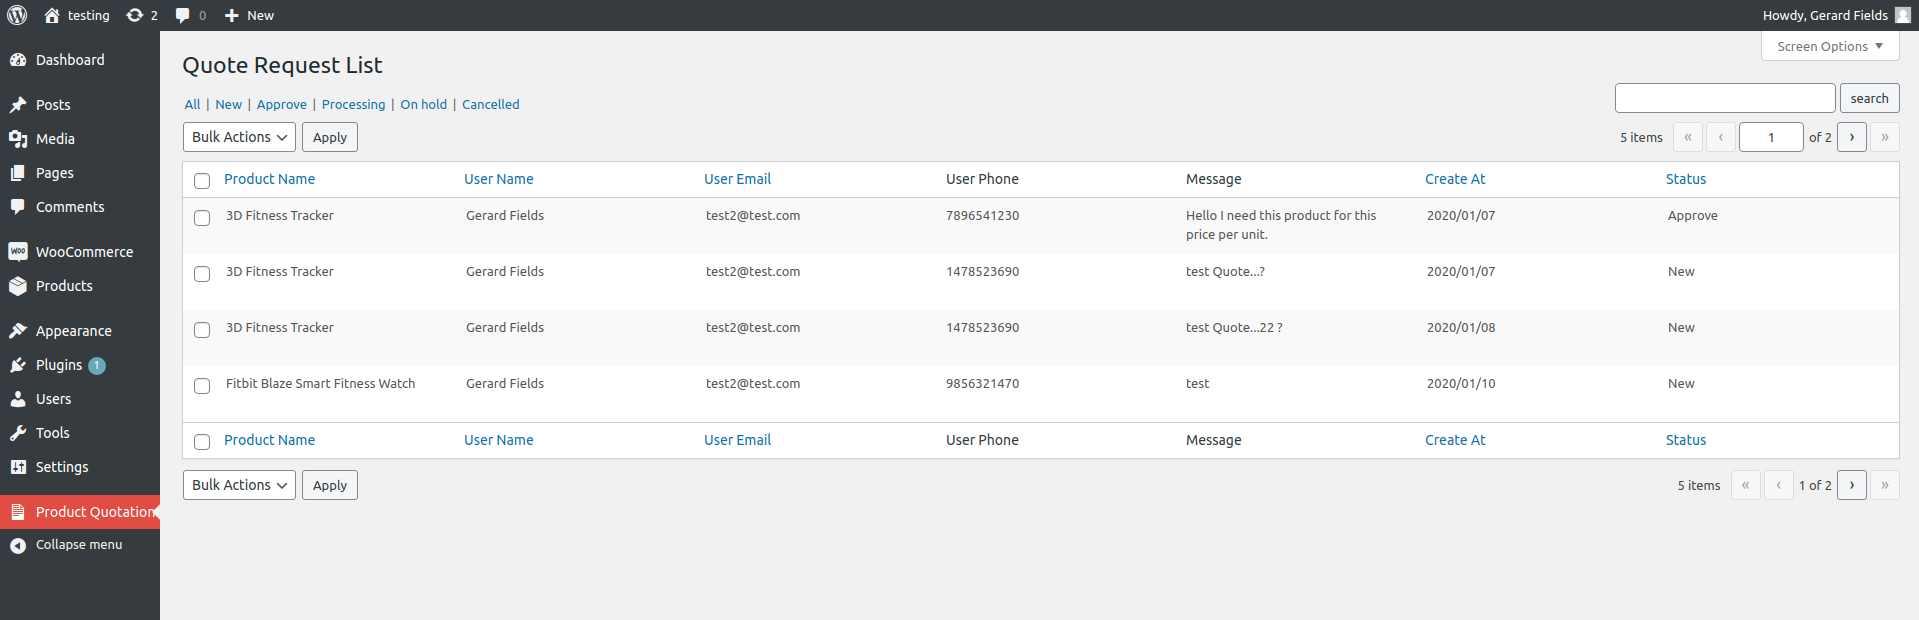 testing 2 0 New Howdy, Gerard Fields
Screen Options
Dashboard
Posts
Media
Pages
Comments
WooCommerce
Products
Appearance
Plugins 1
Users
Tools
Settings
Product Quotation
Collapse menu
Quote Request List
All | New | Approve | Processing | On hold | Cancelled
search
Bulk Actions Apply 5 items « ‹ 1 of 2 › »
Product Name User Name User Email User Phone Message Create At Status
3D Fitness Tracker Gerard Fields test2@test.com 7896541230 Hello I need this product for this 2020/01/07 Approve
price per unit.
3D Fitness Tracker Gerard Fields test2@test.com 1478523690 test Quote...? 2020/01/07 New
3D Fitness Tracker Gerard Fields test2@test.com 1478523690 test Quote...22 ? 2020/01/08 New
Fitbit Blaze Smart Fitness Watch Gerard Fields test2@test.com 9856321470 test 2020/01/10 New
Product Name User Name User Email User Phone Message Create At Status
Bulk Actions Apply 5 items « ‹ 1 of 2 › »